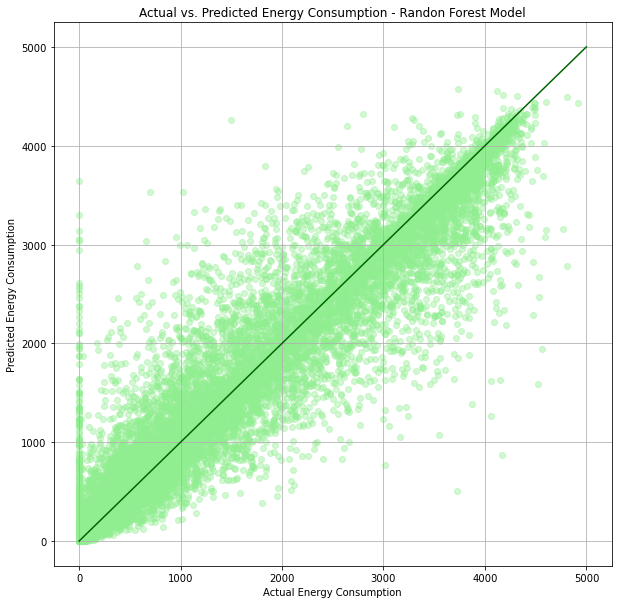 Actual vs. Predicted Energy Consumption - Randon Forest Model
5000
4000
3000
2000
1000
0
Predicted Energy Consumption
0 1000 2000 3000 4000 5000
Actual Energy Consumption